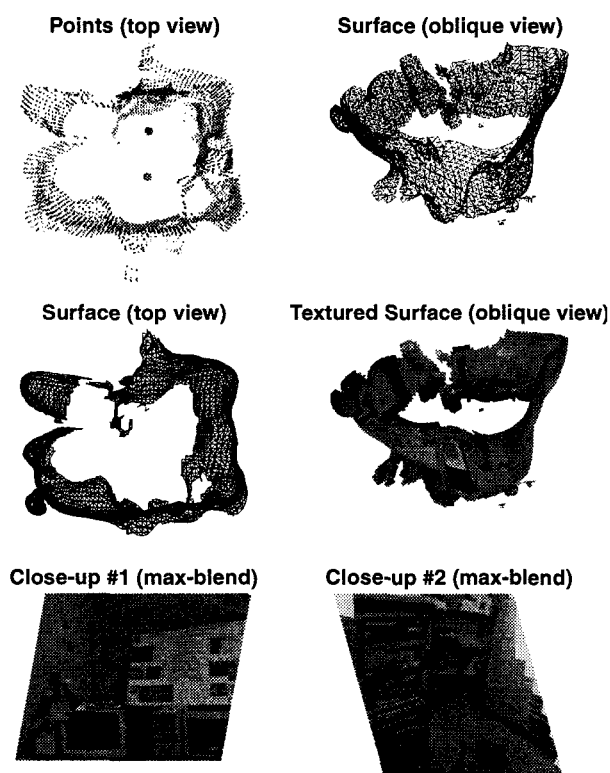 Points (top view)
Surface (oblique view)
Surface (top view)
Textured Surface (oblique view)
Close-up #1 (max-blend)
Close-up #2 (max-blend)